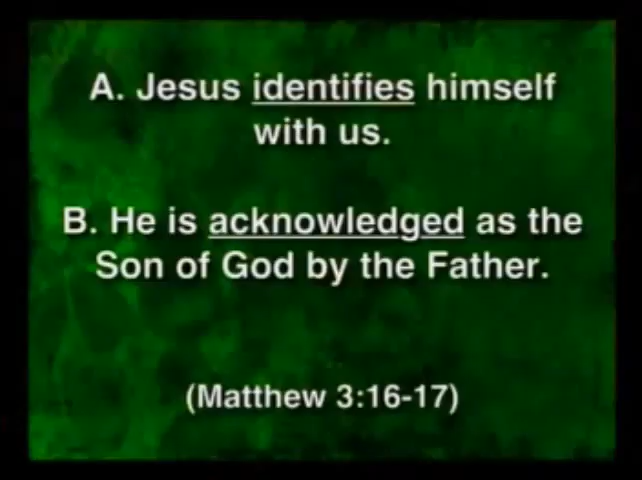 A. Jesus identifies himself
with us.
B. He is acknowledged as the
Son of God by the Father.
(Matthew 3:16-17)